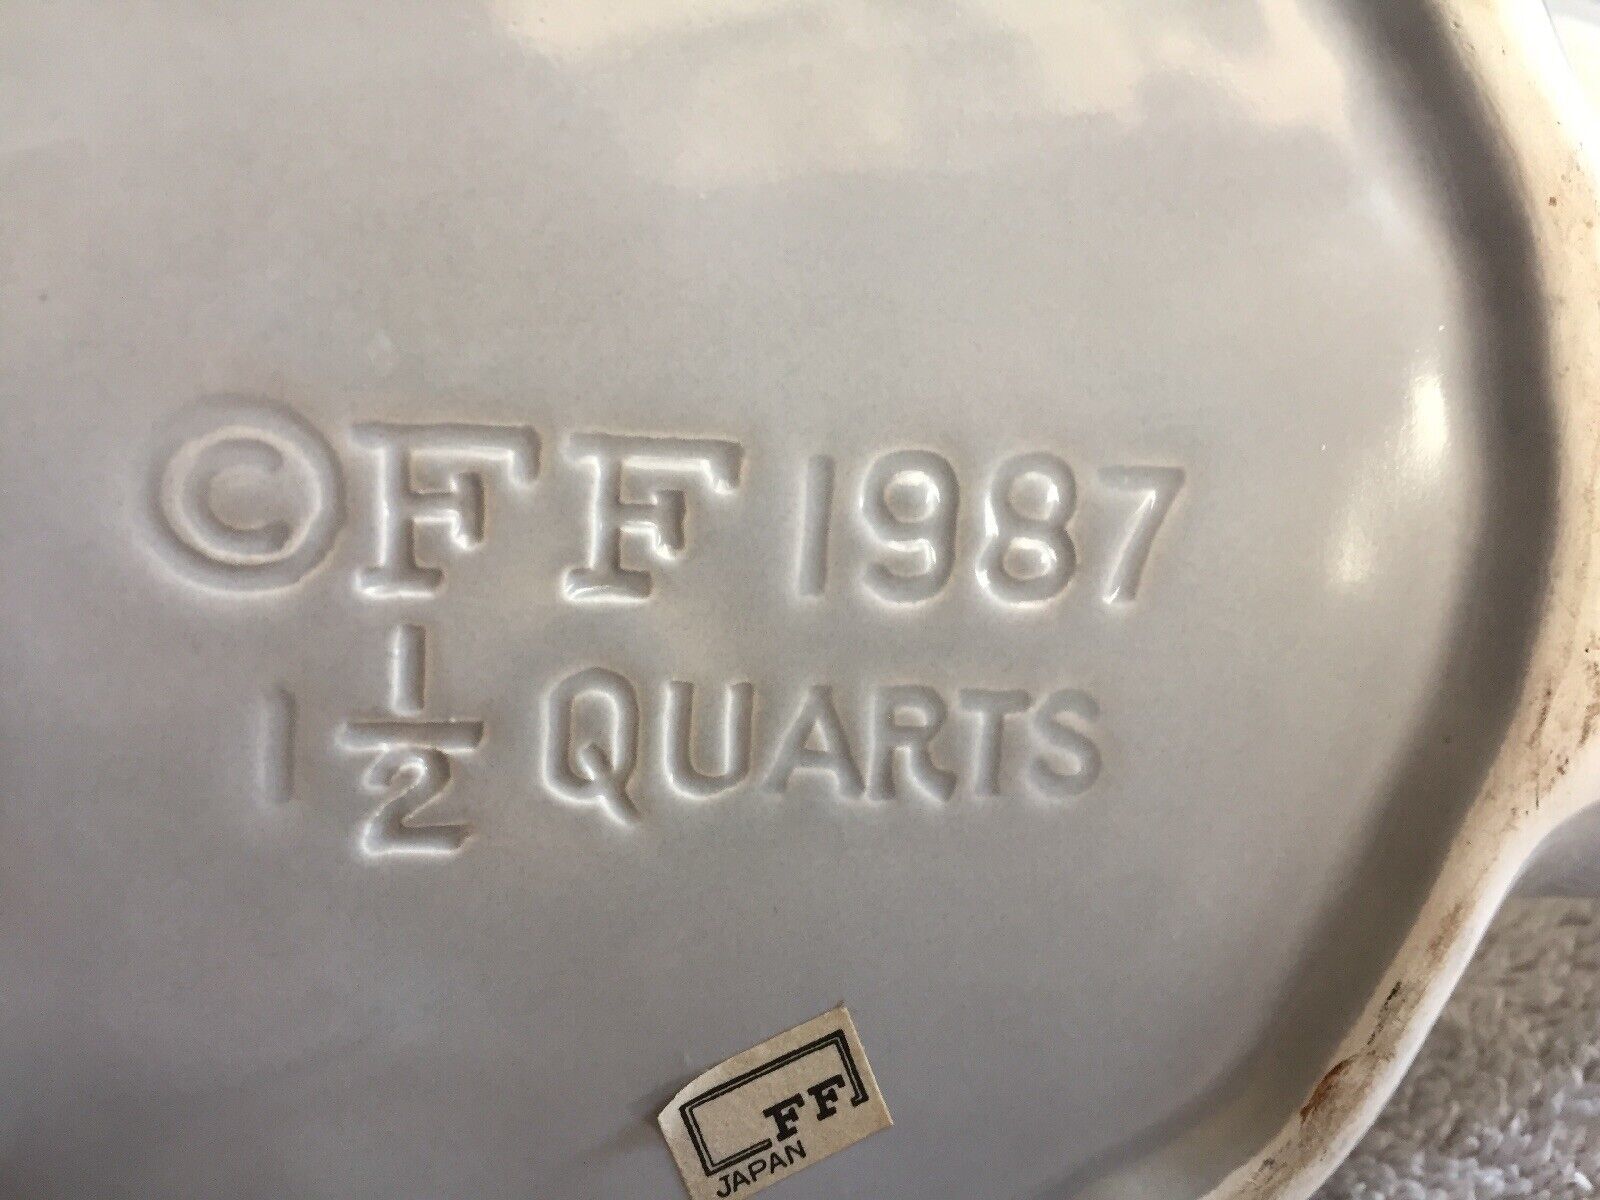 ©FF 1987
1 1/2 QUARTS
FF
JAPAN